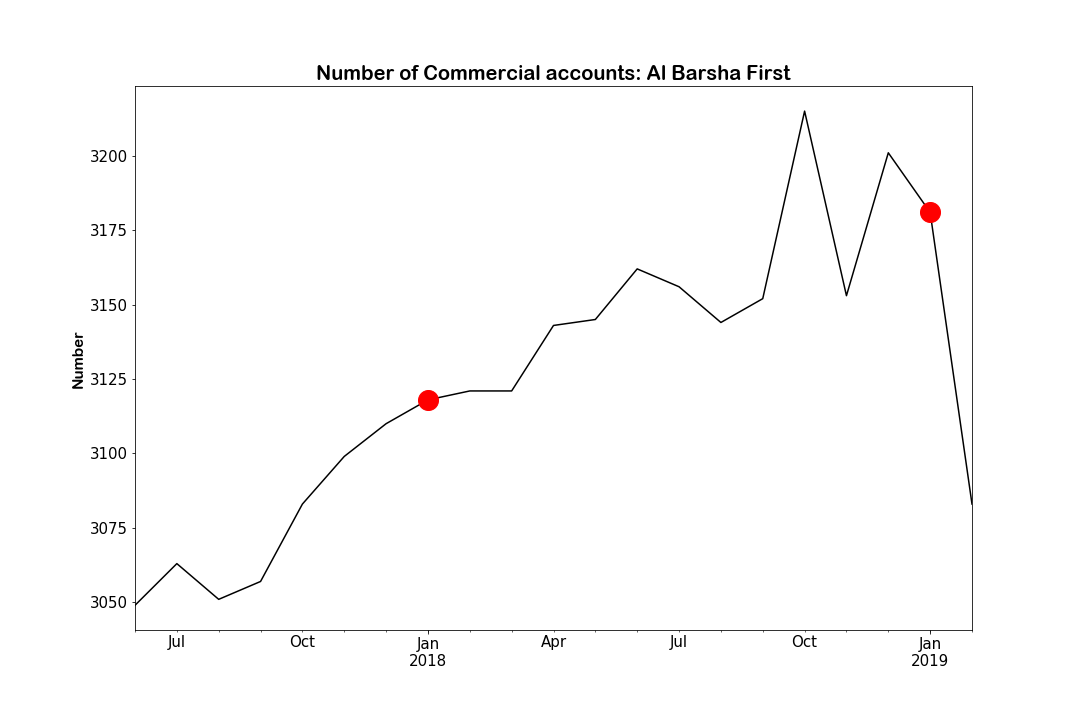 Number of Commercial accounts: Al Barsha First
Number
3200
3175
3150
3125
3100
3075
3050
Jul
Oct
Jan
2018
Apr
Jul
Oct
Jan
2019